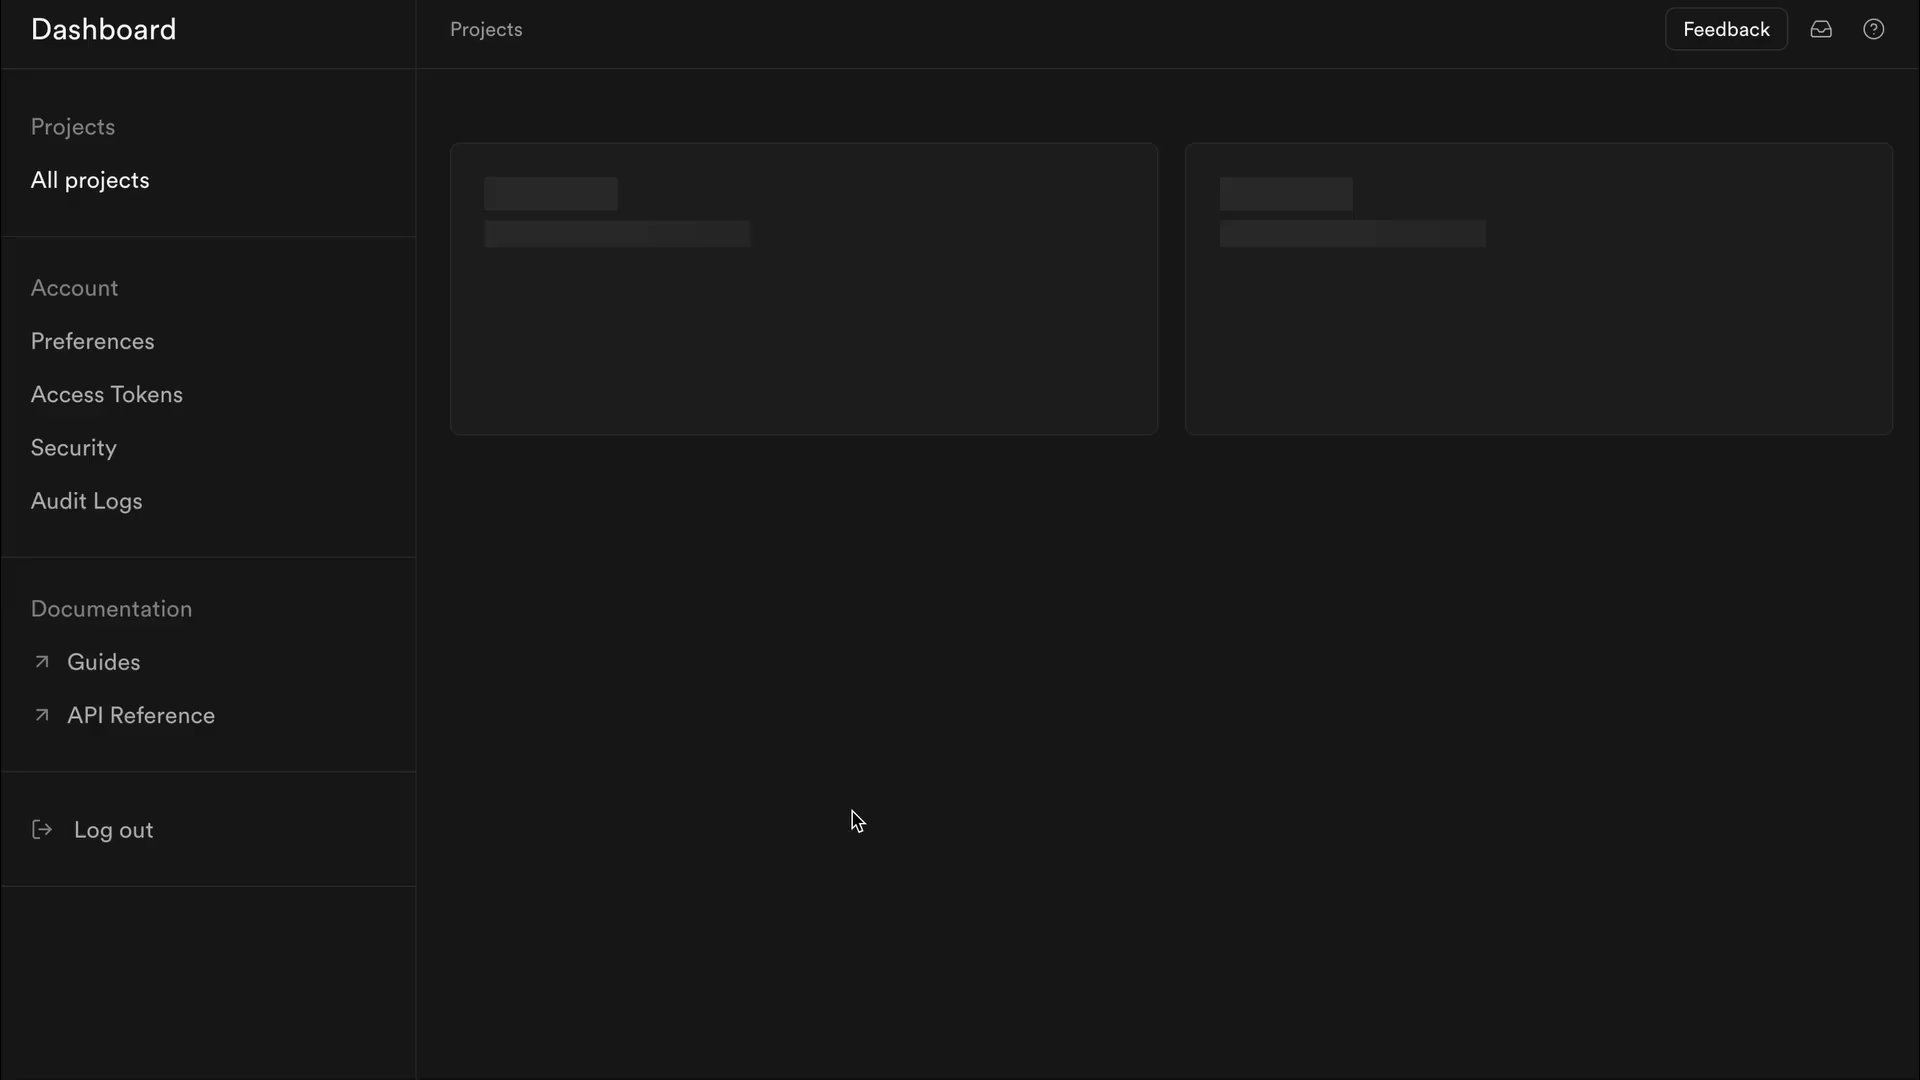 Dashboard
Projects
Feedback
Projects
All projects
Account
Preferences
Access Tokens
Security
Audit Logs
Documentation
Guides
API Reference
Log out